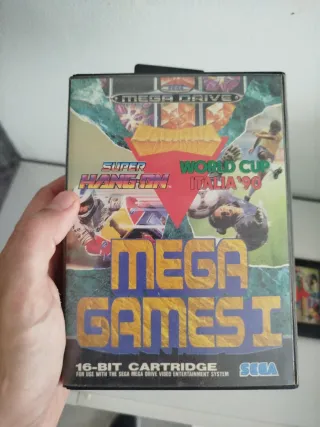 SEGA
MEGA DRIVE
SUPER
HANG-ON
WORLD CUP
ITALIA '90
MEGA
GAMES I
16-BIT CARTRIDGE
FOR USE WITH THE SEGA MEGA DRIVE VIDEO ENTERTAINMENT SYSTEM
SEGA